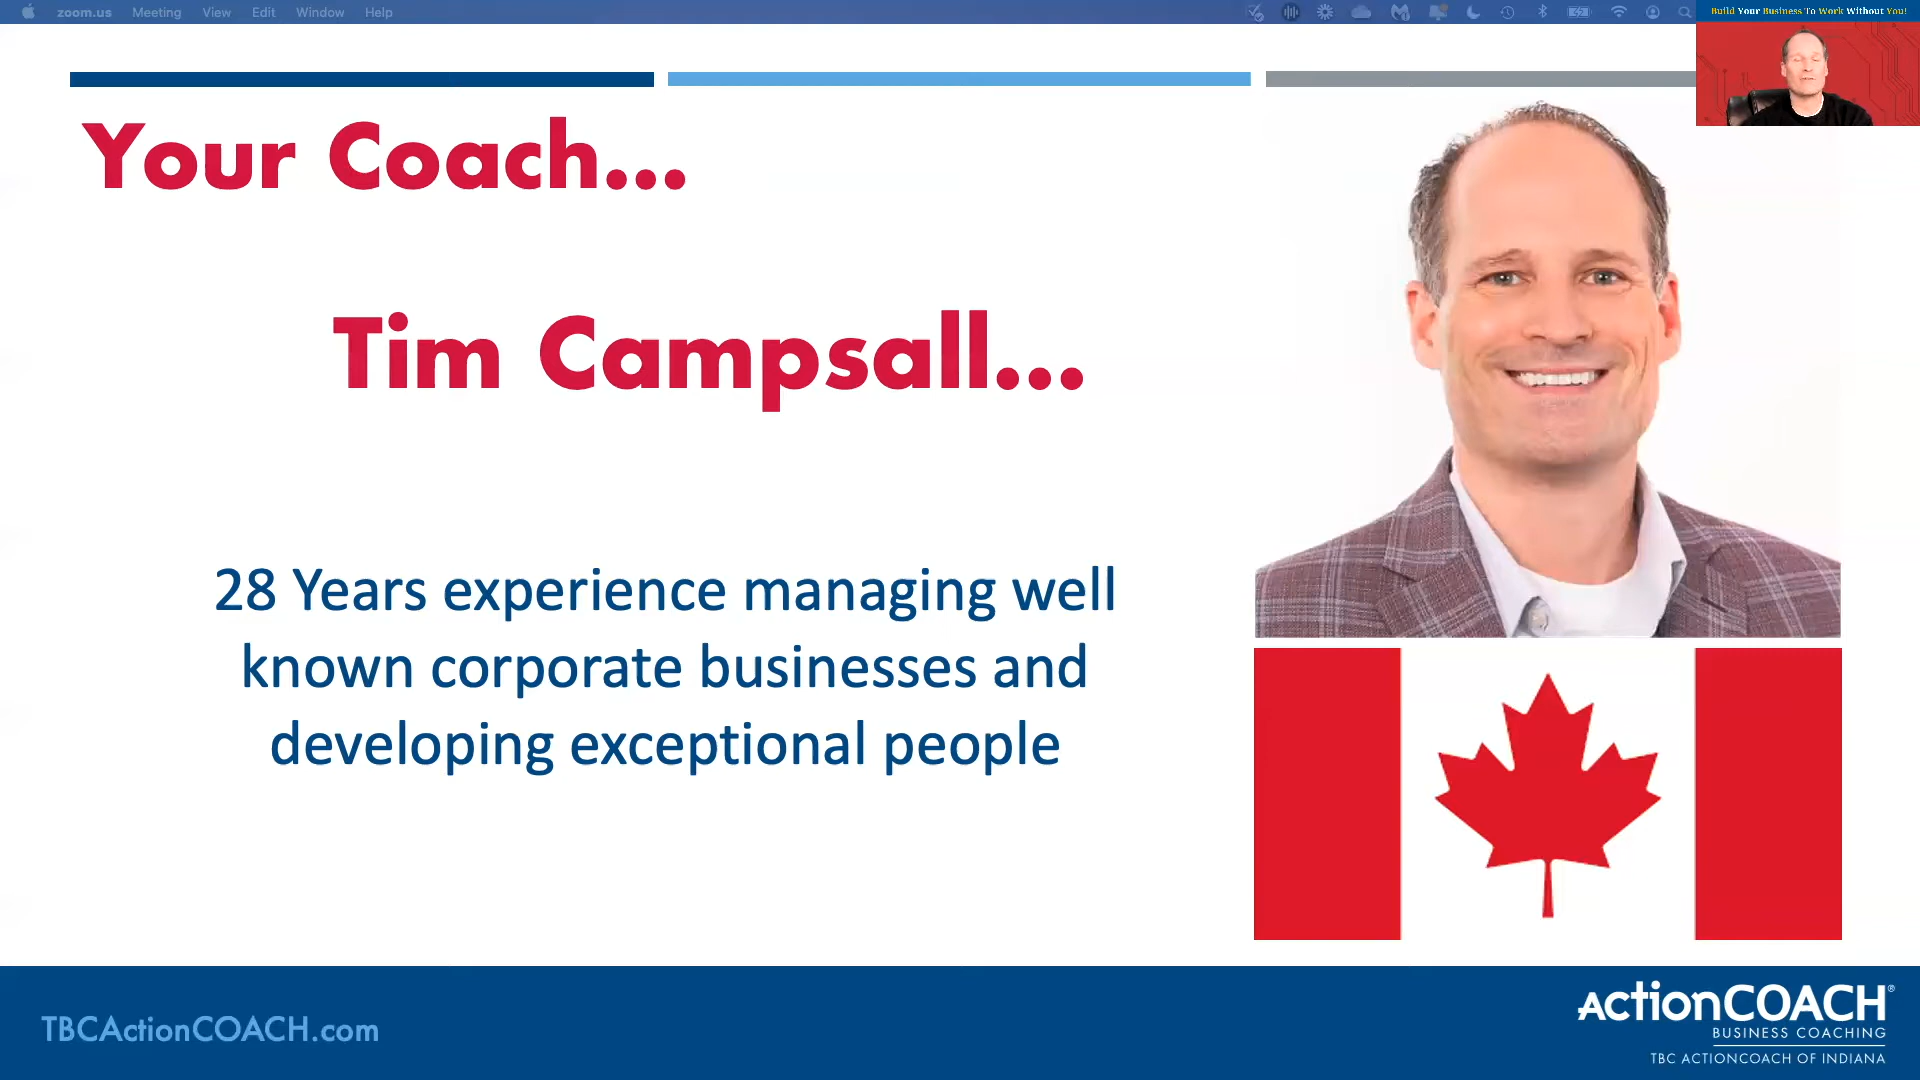 zoom.us Meeting View Edit Window Help
Build Your Business To Work Without You!
Your Coach...
Tim Campsall...
28 Years experience managing well
known corporate businesses and
developing exceptional people
TBCActionCOACH.com
actionCOACH®
BUSINESS COACHING
TBC ACTIONCOACH OF INDIANA